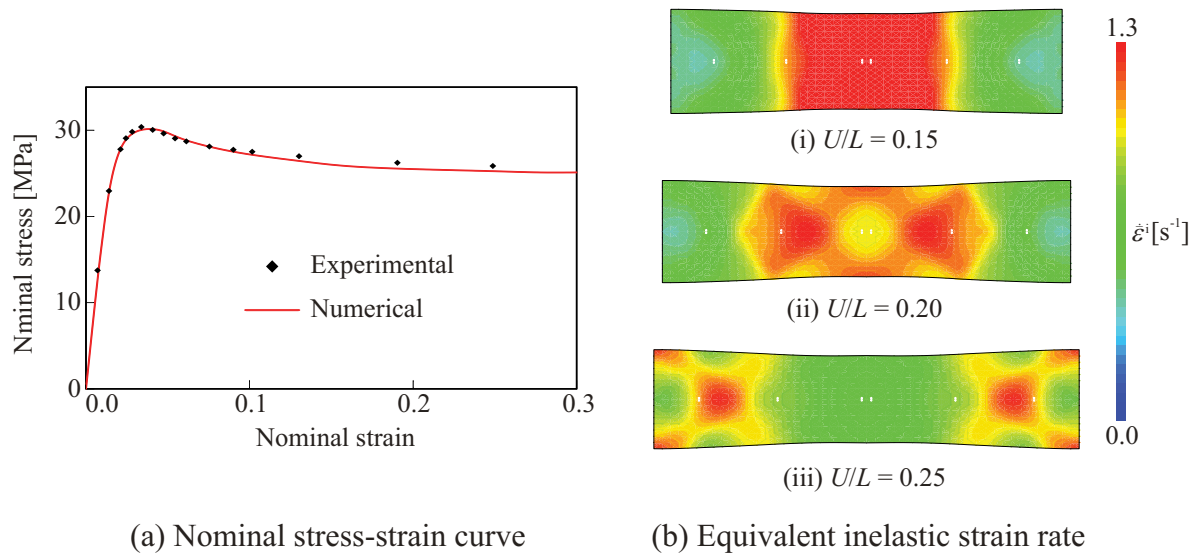 30
20
10
0
0.0 0.1 0.2 0.3
Nminal stress [MPa]
Nominal strain
Experimental
Numerical
(a) Nominal stress-strain curve
(i) U/L = 0.15
(ii) U/L = 0.20
(iii) U/L = 0.25
1.3
ε̇ⁱ[s⁻¹]
0.0
(b) Equivalent inelastic strain rate